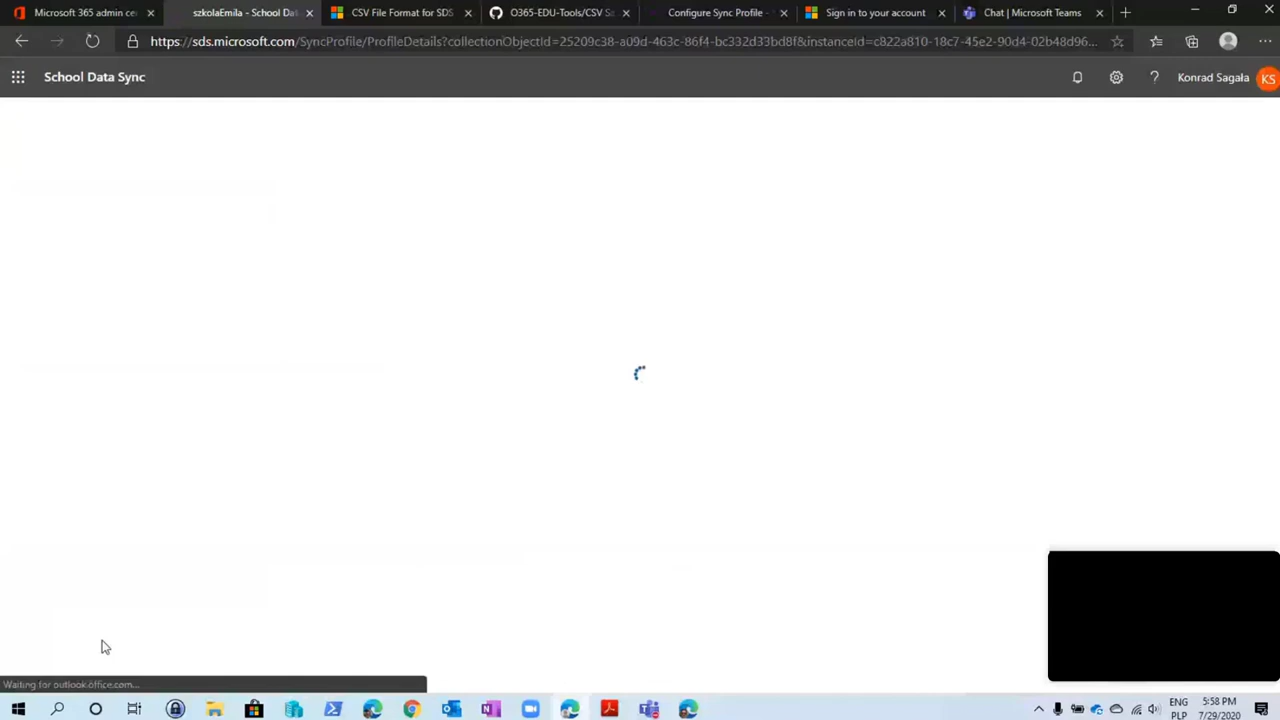 Microsoft 365 admin ce
szkolaEmila - School Dat
CSV File Format for SDS
O365-EDU-Tools/CSV Sa
Configure Sync Profile -
Sign in to your account
Chat | Microsoft Teams
https://sds.microsoft.com/SyncProfile/ProfileDetails?collectionObjectId=25209c38-a09d-463c-86f4-bc332d33bd8f&instanceId=c822a810-18c7-45e2-90d4-02b48d96...
School Data Sync
Konrad Sagała
KS
Waiting for outlook.office.com...
ENG
PLP
5:58 PM
7/29/2020